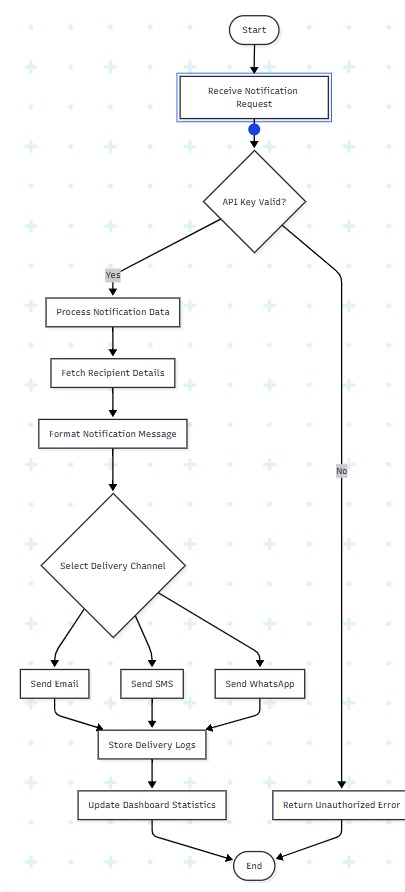 Start
Receive Notification
Request
API Key Valid?
Yes
Process Notification Data
Fetch Recipient Details
Format Notification Message
No
Select Delivery Channel
Send Email
Send SMS
Send WhatsApp
Store Delivery Logs
Update Dashboard Statistics
Return Unauthorized Error
End